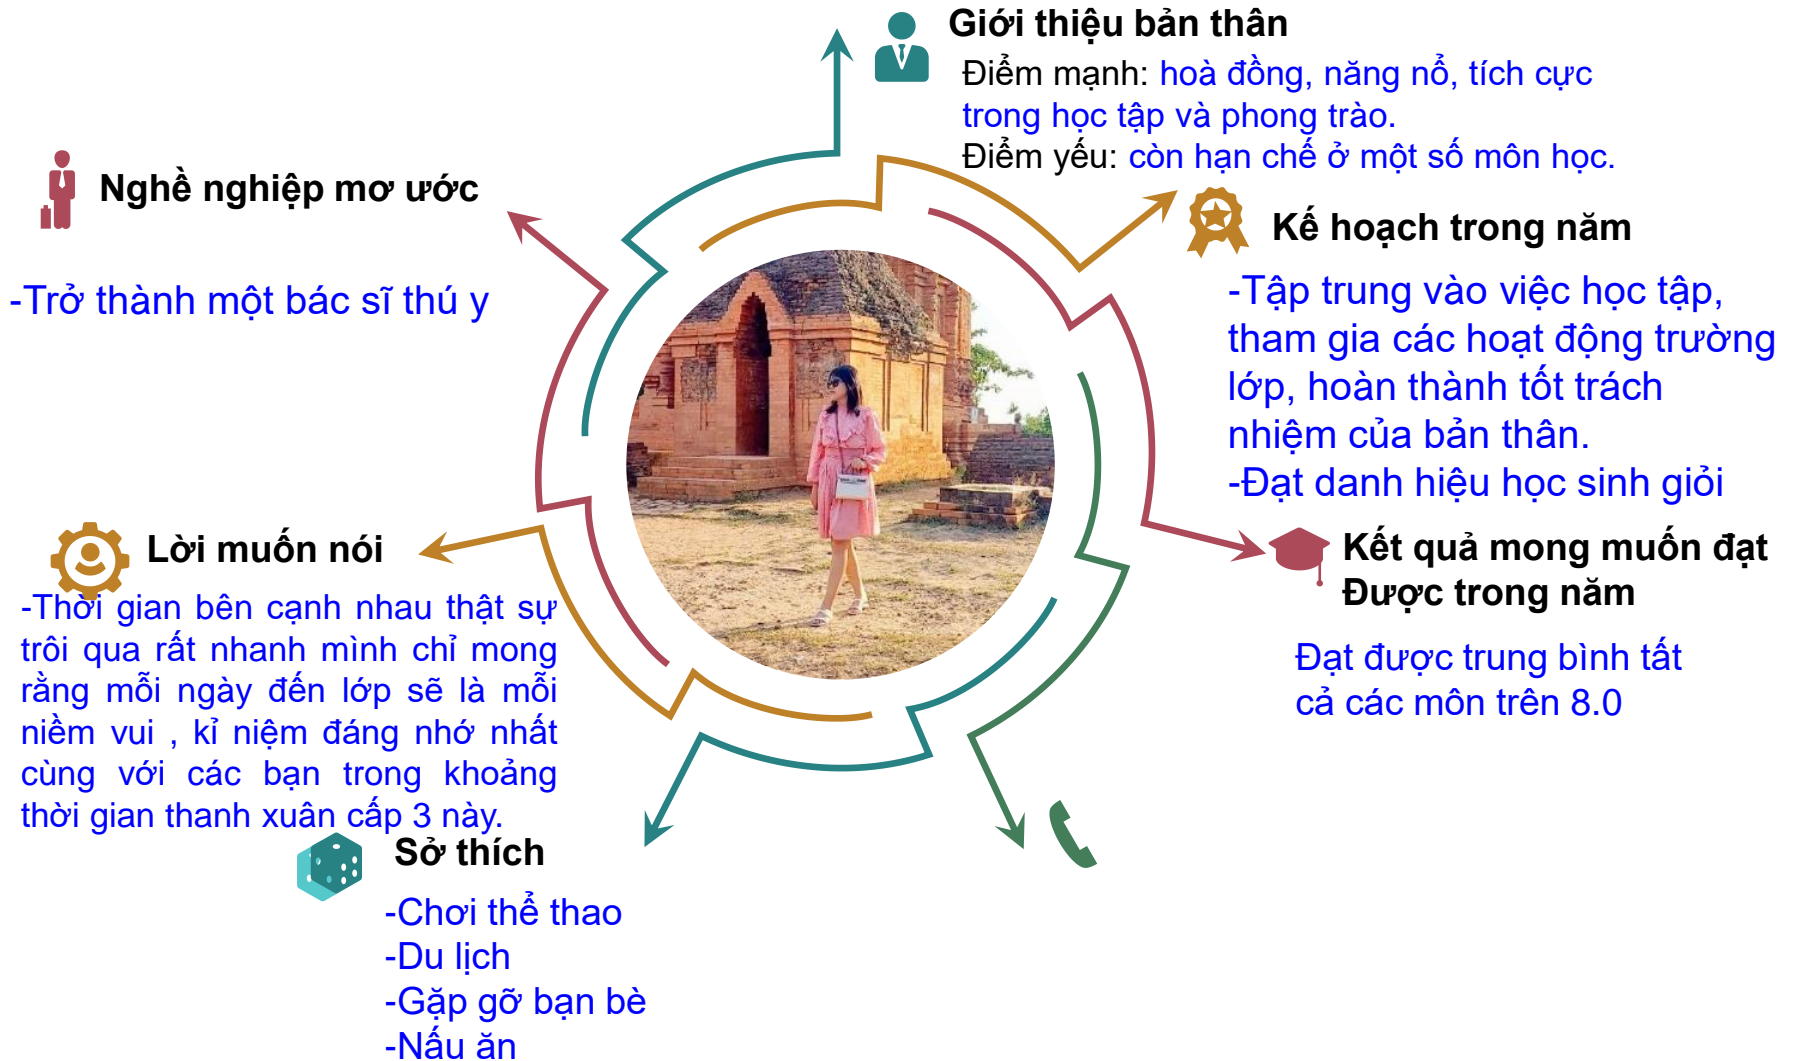 Giới thiệu bản thân
Điểm mạnh: hoà đồng, năng nổ, tích cực
trong học tập và phong trào.
Điểm yếu: còn hạn chế ở một số môn học.
Kế hoạch trong năm
-Tập trung vào việc học tập,
tham gia các hoạt động trường
lớp, hoàn thành tốt trách
nhiệm của bản thân.
-Đạt danh hiệu học sinh giỏi
Kết quả mong muốn đạt
Được trong năm
Đạt được trung bình tất
cả các môn trên 8.0
Sở thích
-Chơi thể thao
-Du lịch
-Gặp gỡ bạn bè
-Nấu ăn
Lời muốn nói
-Thời gian bên cạnh nhau thật sự
trôi qua rất nhanh mình chỉ mong
rằng mỗi ngày đến lớp sẽ là mỗi
niềm vui , kỉ niệm đáng nhớ nhất
cùng với các bạn trong khoảng
thời gian thanh xuân cấp 3 này.
Nghề nghiệp mơ ước
-Trở thành một bác sĩ thú y